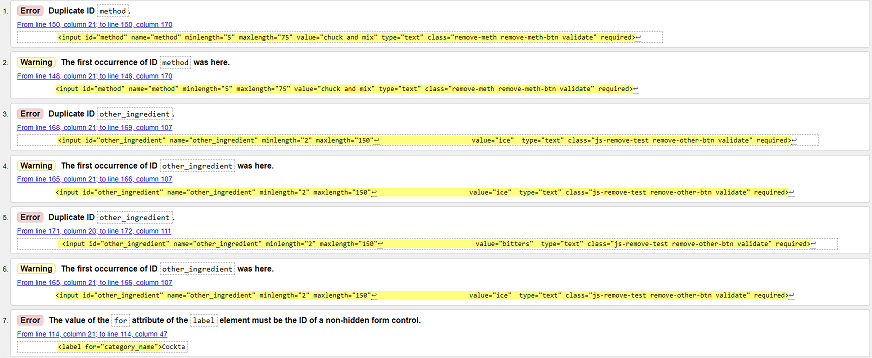 1. Error Duplicate ID method.
From line 150, column 21; to line 150, column 170
<input id="method" name="method" minlength="5" maxlength="75" value="chuck and mix" type="text" class="remove-meth remove-meth-btn validate" required>↩
2. Warning The first occurrence of ID method was here.
From line 148, column 21; to line 148, column 170
<input id="method" name="method" minlength="5" maxlength="75" value="chuck and mix" type="text" class="remove-meth remove-meth-btn validate" required>↩
3. Error Duplicate ID other_ingredient.
From line 168, column 21; to line 169, column 107
<input id="other_ingredient" name="other_ingredient" minlength="2" maxlength="150"↩ value="ice" type="text" class="js-remove-test remove-other-btn validate" required>↩
4. Warning The first occurrence of ID other_ingredient was here.
From line 165, column 21; to line 166, column 107
<input id="other_ingredient" name="other_ingredient" minlength="2" maxlength="150"↩ value="ice" type="text" class="js-remove-test remove-other-btn validate" required>↩
5. Error Duplicate ID other_ingredient.
From line 171, column 20; to line 172, column 111
<input id="other_ingredient" name="other_ingredient" minlength="2" maxlength="150"↩ value="bitters" type="text" class="js-remove-test remove-other-btn validate" required>↩
6. Warning The first occurrence of ID other_ingredient was here.
From line 165, column 21; to line 166, column 107
<input id="other_ingredient" name="other_ingredient" minlength="2" maxlength="150"↩ value="ice" type="text" class="js-remove-test remove-other-btn validate" required>↩
7. Error The value of the for attribute of the label element must be the ID of a non-hidden form control.
From line 114, column 21; to line 114, column 47
<label for="category_name">Cockta